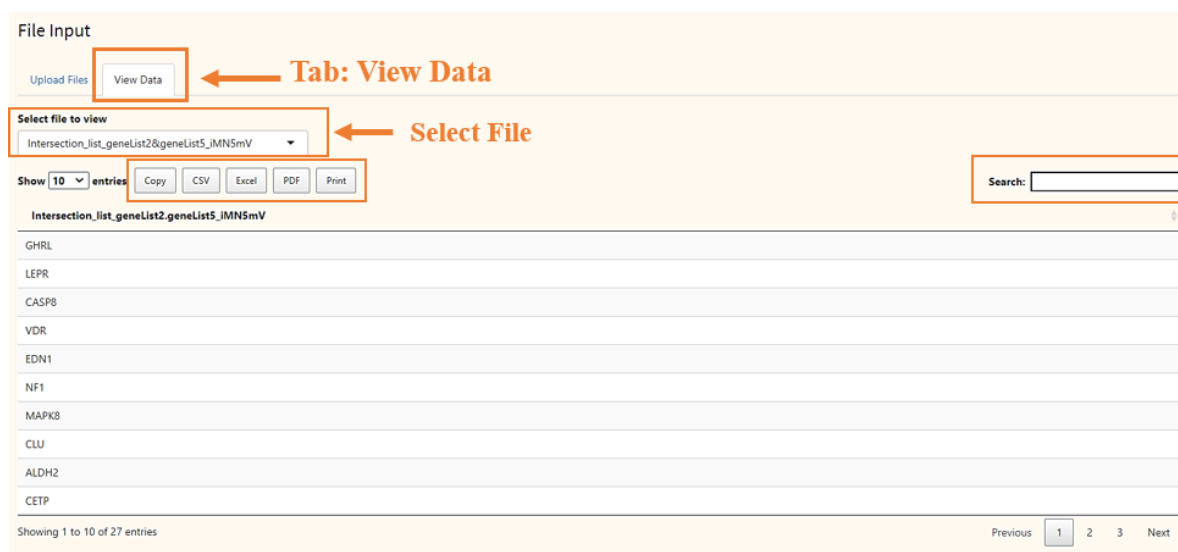 File Input
Upload Files View Data Tab: View Data
Select file to view
Intersection_list_geneList2&geneList5_iMN5mV Select File
Show 10 entries Copy CSV Excel PDF Print Search:
Intersection_list_geneList2.geneList5_iMN5mV
GHRL
LEPR
CASP8
VDR
EDN1
NF1
MAPK8
CLU
ALDH2
CETP
Showing 1 to 10 of 27 entries Previous 1 2 3 Next